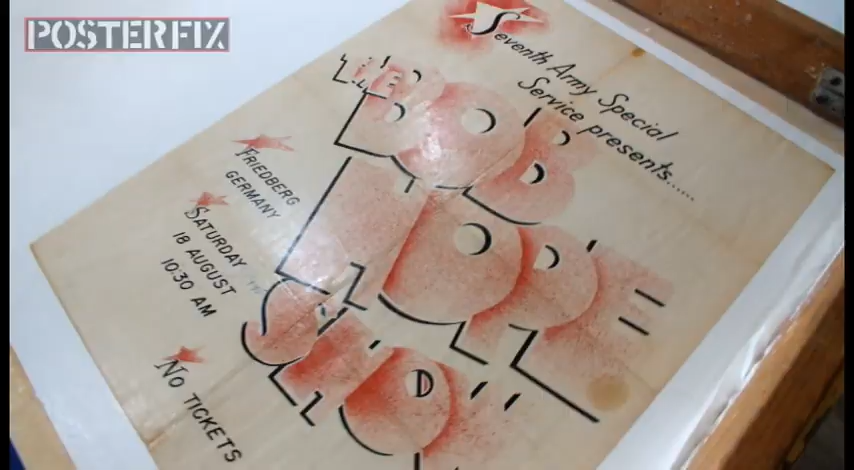 POSTERFIX
Seventh Army Special
Service presents......
THE
BOB
HOPE
SHOW
FRIEDBERG
GERMANY
SATURDAY
18 AUGUST
10:30 AM
NO TICKETS